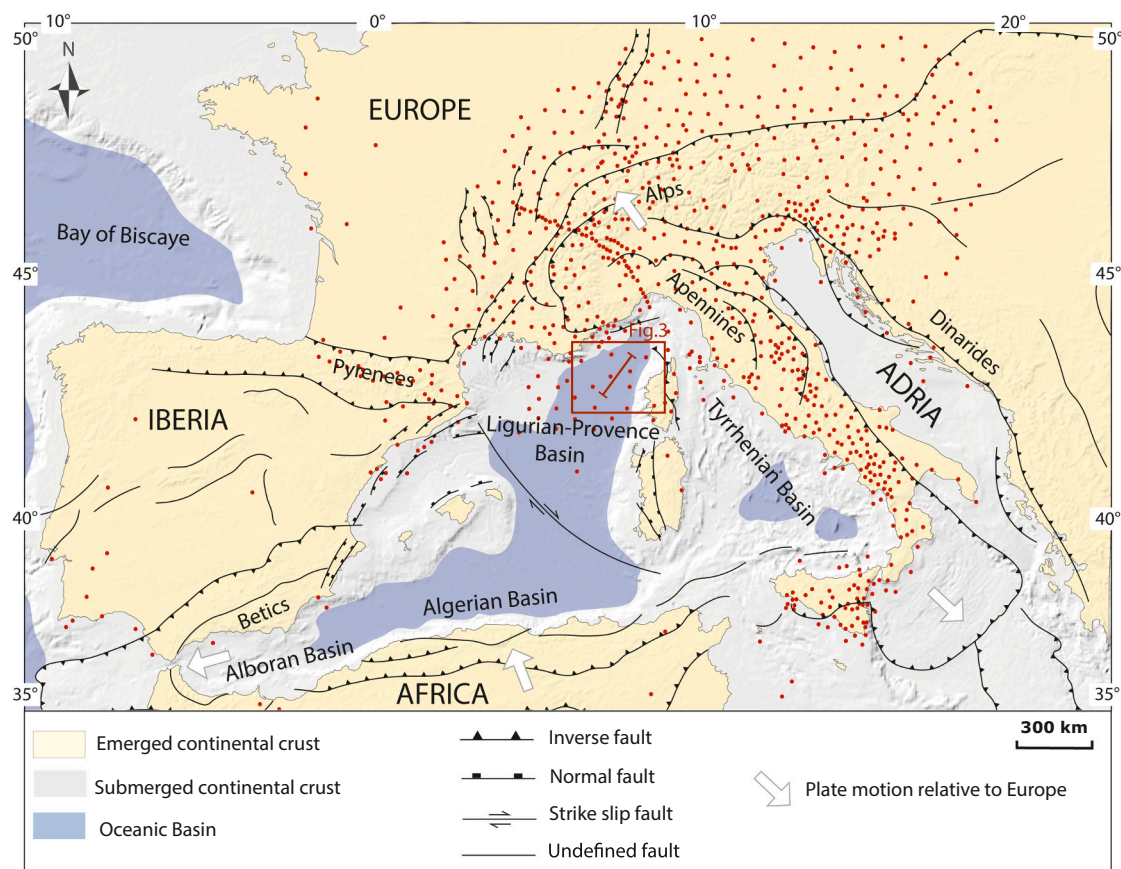 10°
0°
10°
20°
50°
50°
N
EUROPE
Alps
Bay of Biscaye
45°
45°
Apennines
Dinarides
Fig.3
Pyrenees
ADRIA
IBERIA
Ligurian-Provence
Basin
Tyrrhenian Basin
40°
40°
Algerian Basin
Betics
Alboran Basin
35°
35°
AFRICA
300 km
Emerged continental crust
Submerged continental crust
Oceanic Basin
Inverse fault
Normal fault
Strike slip fault
Undefined fault
Plate motion relative to Europe